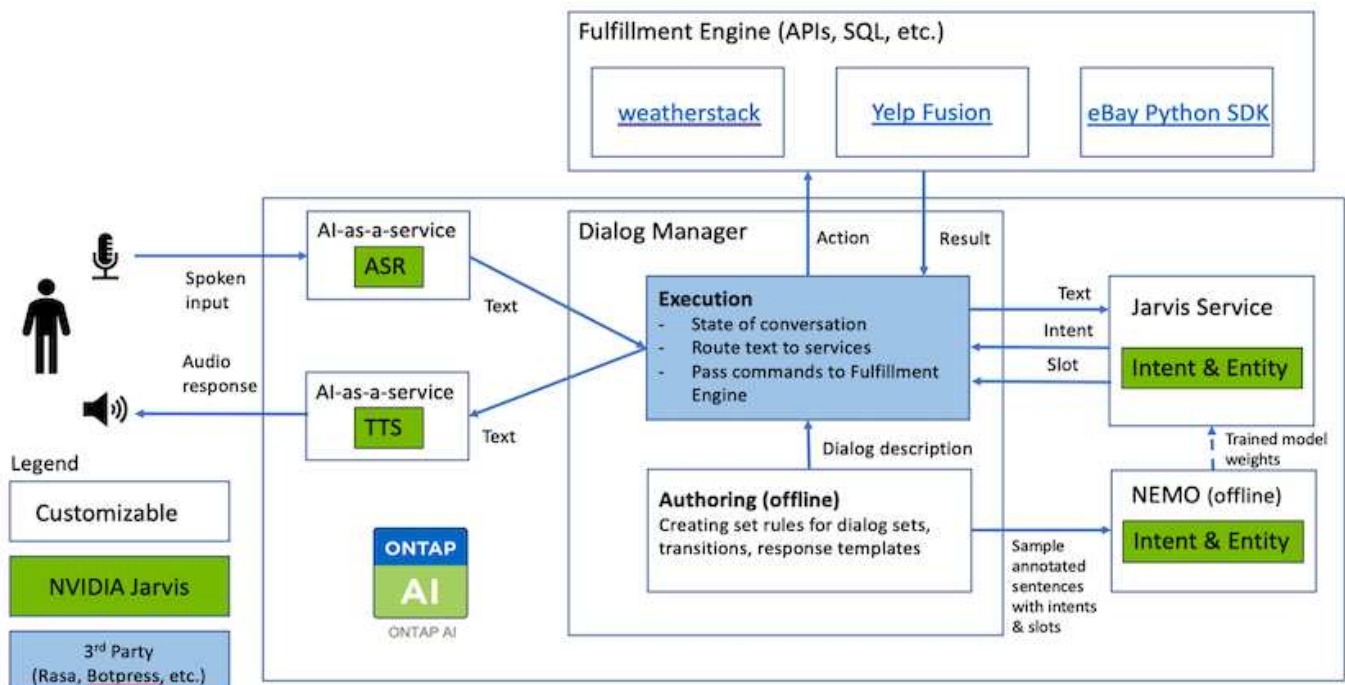 Fulfillment Engine (APIs, SQL, etc.)
weatherstack
Yelp Fusion
eBay Python SDK
AI-as-a-service
ASR
Spoken
input
Text
Dialog Manager
Action
Result
Execution
- State of conversation
- Route text to services
- Pass commands to Fulfillment
Engine
Text
Intent
Slot
Jarvis Service
Intent & Entity
Audio
response
AI-as-a-service
TTS
Text
Dialog description
Trained model
weights
Authoring (offline)
Creating set rules for dialog sets,
transitions, response templates
Sample
annotated
sentences
with intents
& slots
NEMO (offline)
Intent & Entity
Legend
Customizable
NVIDIA Jarvis
3rd Party
(Rasa, Botpress, etc.)
ONTAP
AI
ONTAP AI